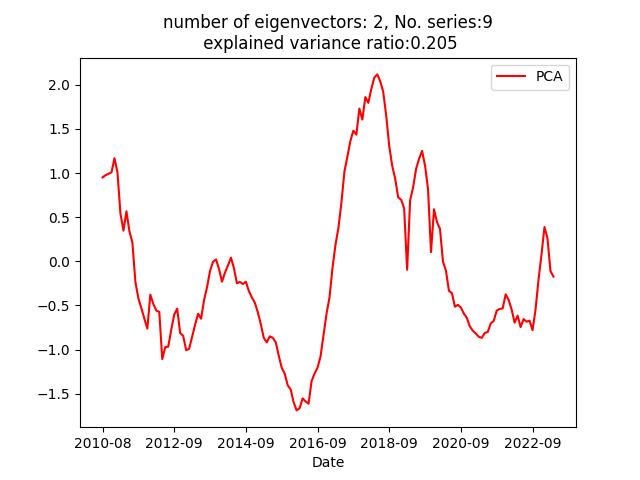 number of eigenvectors: 2, No. series:9
explained variance ratio:0.205
PCA
2.0
1.5
1.0
0.5
0.0
−0.5
−1.0
−1.5
2010-08 2012-09 2014-09 2016-09 2018-09 2020-09 2022-09
Date